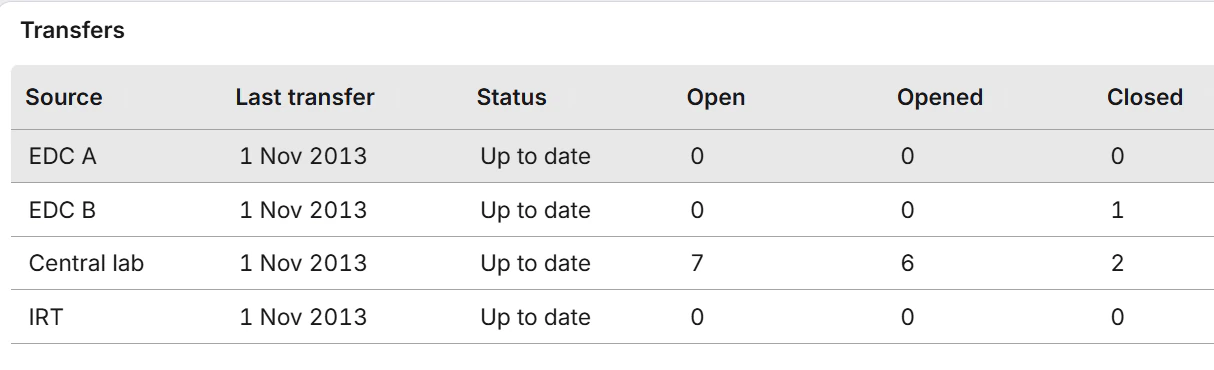 Transfers
Source Last transfer Status Open Opened Closed
EDC A 1 Nov 2013 Up to date 0 0 0
EDC B 1 Nov 2013 Up to date 0 0 1
Central lab 1 Nov 2013 Up to date 7 6 2
IRT 1 Nov 2013 Up to date 0 0 0